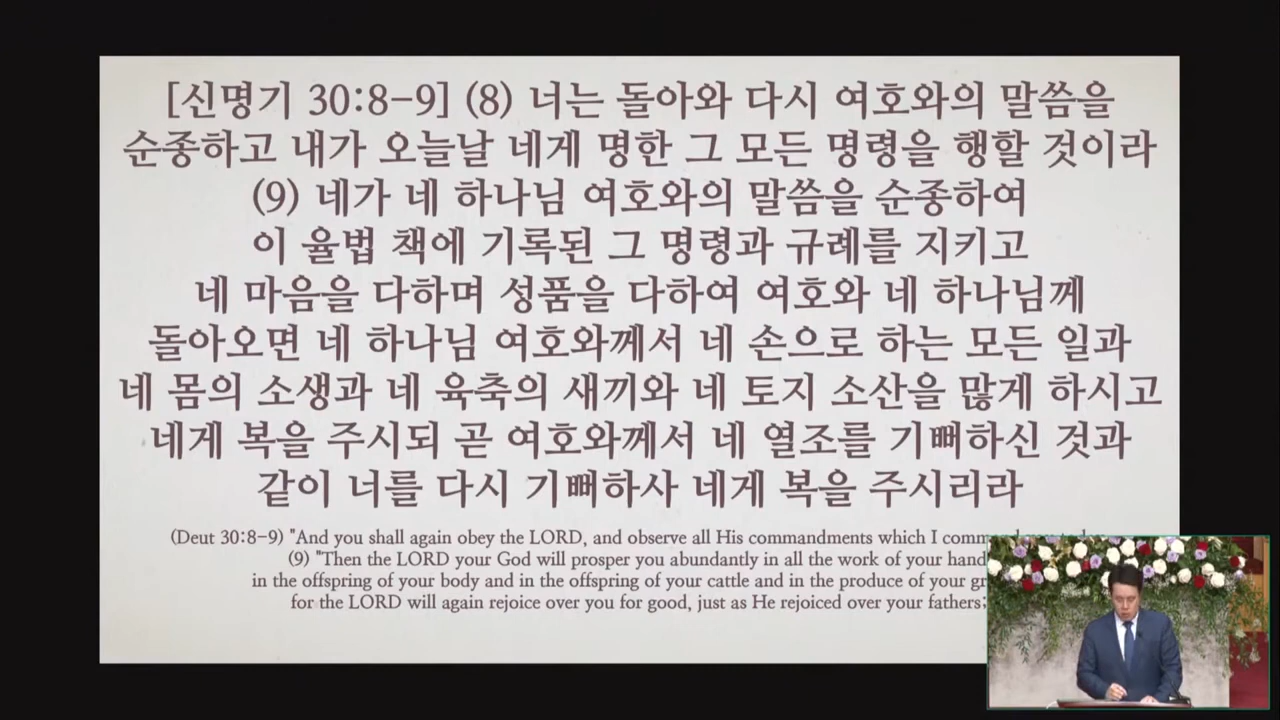 [신명기 30:8-9] (8) 너는 돌아와 다시 여호와의 말씀을
순종하고 내가 오늘날 네게 명한 그 모든 명령을 행할 것이라
(9) 네가 네 하나님 여호와의 말씀을 순종하여
이 율법 책에 기록된 그 명령과 규례를 지키고
네 마음을 다하며 성품을 다하여 여호와 네 하나님께
돌아오면 네 하나님 여호와께서 네 손으로 하는 모든 일과
네 몸의 소생과 네 육축의 새끼와 네 토지 소산을 많게 하시고
네게 복을 주시되 곧 여호와께서 네 열조를 기뻐하신 것과
같이 너를 다시 기뻐하사 네게 복을 주시리라
(Deut 30:8-9) "And you shall again obey the LORD, and observe all His commandments which I
(9) "Then the LORD your God will prosper you abundantly in all the work of your hand
in the offspring of your body and in the offspring of your cattle and in the produce of your
for the LORD will again rejoice over you for good, just as He rejoiced over your fathers;